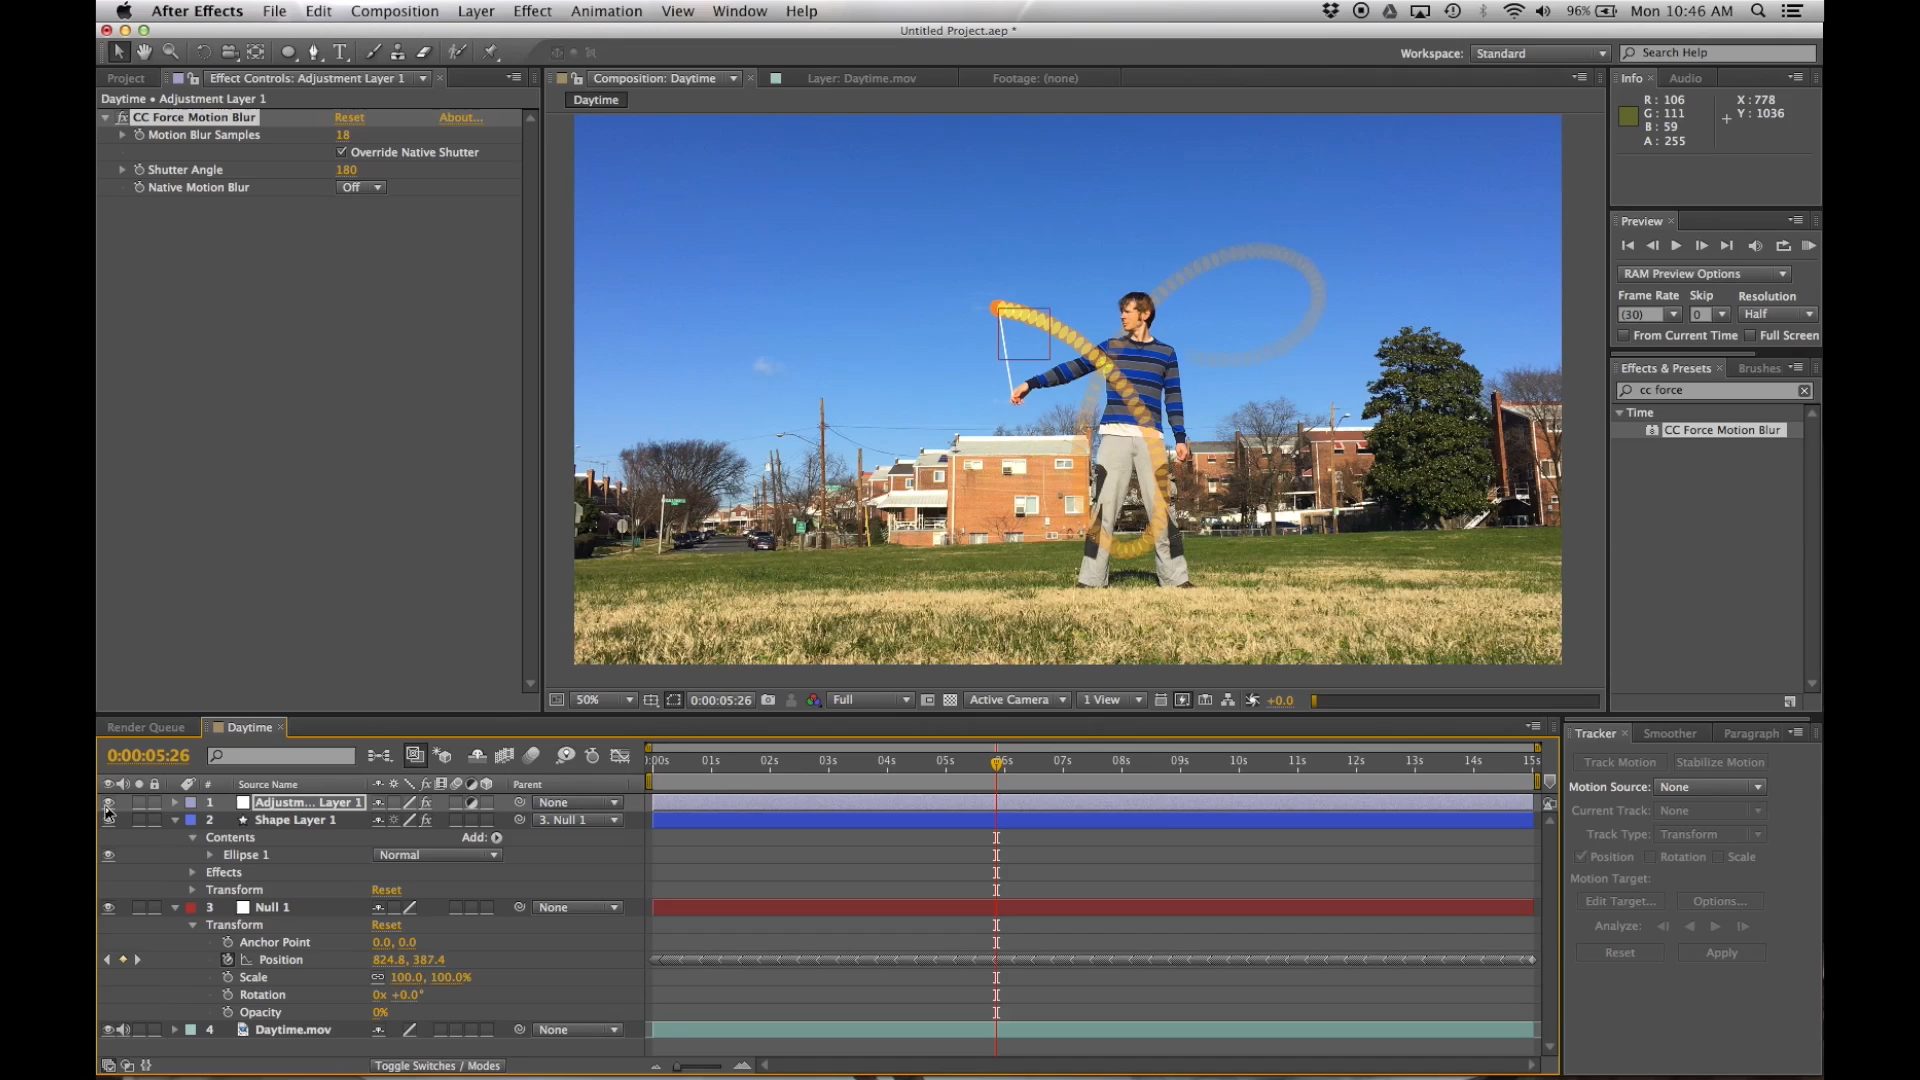 After Effects File Edit Composition Layer Effect Animation View Window Help 96% Mon 10:46 AM
Untitled Project.aep *
Workspace: Standard Search Help
Project Effect Controls: Adjustment Layer 1 Composition: Daytime Layer: Daytime.mov Footage: (none) Info Audio
Daytime • Adjustment Layer 1 Daytime
R: 106 X: 778
G: 111 Y: 1036
B: 59
A: 255
fx CC Force Motion Blur Reset About...
Motion Blur Samples 18
Override Native Shutter
Shutter Angle 180
Native Motion Blur Off
Preview
RAM Preview Options
Frame Rate Skip Resolution
(30) 0 Half
From Current Time Full Screen
Effects & Presets Brushes
cc force
Time
CC Force Motion Blur
50% 0:00:05:26 Full Active Camera 1 View +0.0
Render Queue Daytime
0:00:05:26
:00s 01s 02s 03s 04s 05s 06s 07s 08s 09s 10s 11s 12s 13s 14s 15s
# Source Name fx Parent
1 Adjustm... Layer 1 fx None
2 Shape Layer 1 fx 3. Null 1
Contents Add:
Ellipse 1 Normal
Effects
Transform Reset
3 Null 1 None
Transform Reset
Anchor Point 0.0, 0.0
Position 824.8, 387.4
Scale 100.0, 100.0%
Rotation 0x +0.0°
Opacity 0%
4 Daytime.mov None
Toggle Switches / Modes
Tracker Smoother Paragraph
Track Motion Stabilize Motion
Motion Source: None
Current Track: None
Track Type: Transform
Position Rotation Scale
Motion Target:
Edit Target... Options...
Analyze:
Reset Apply